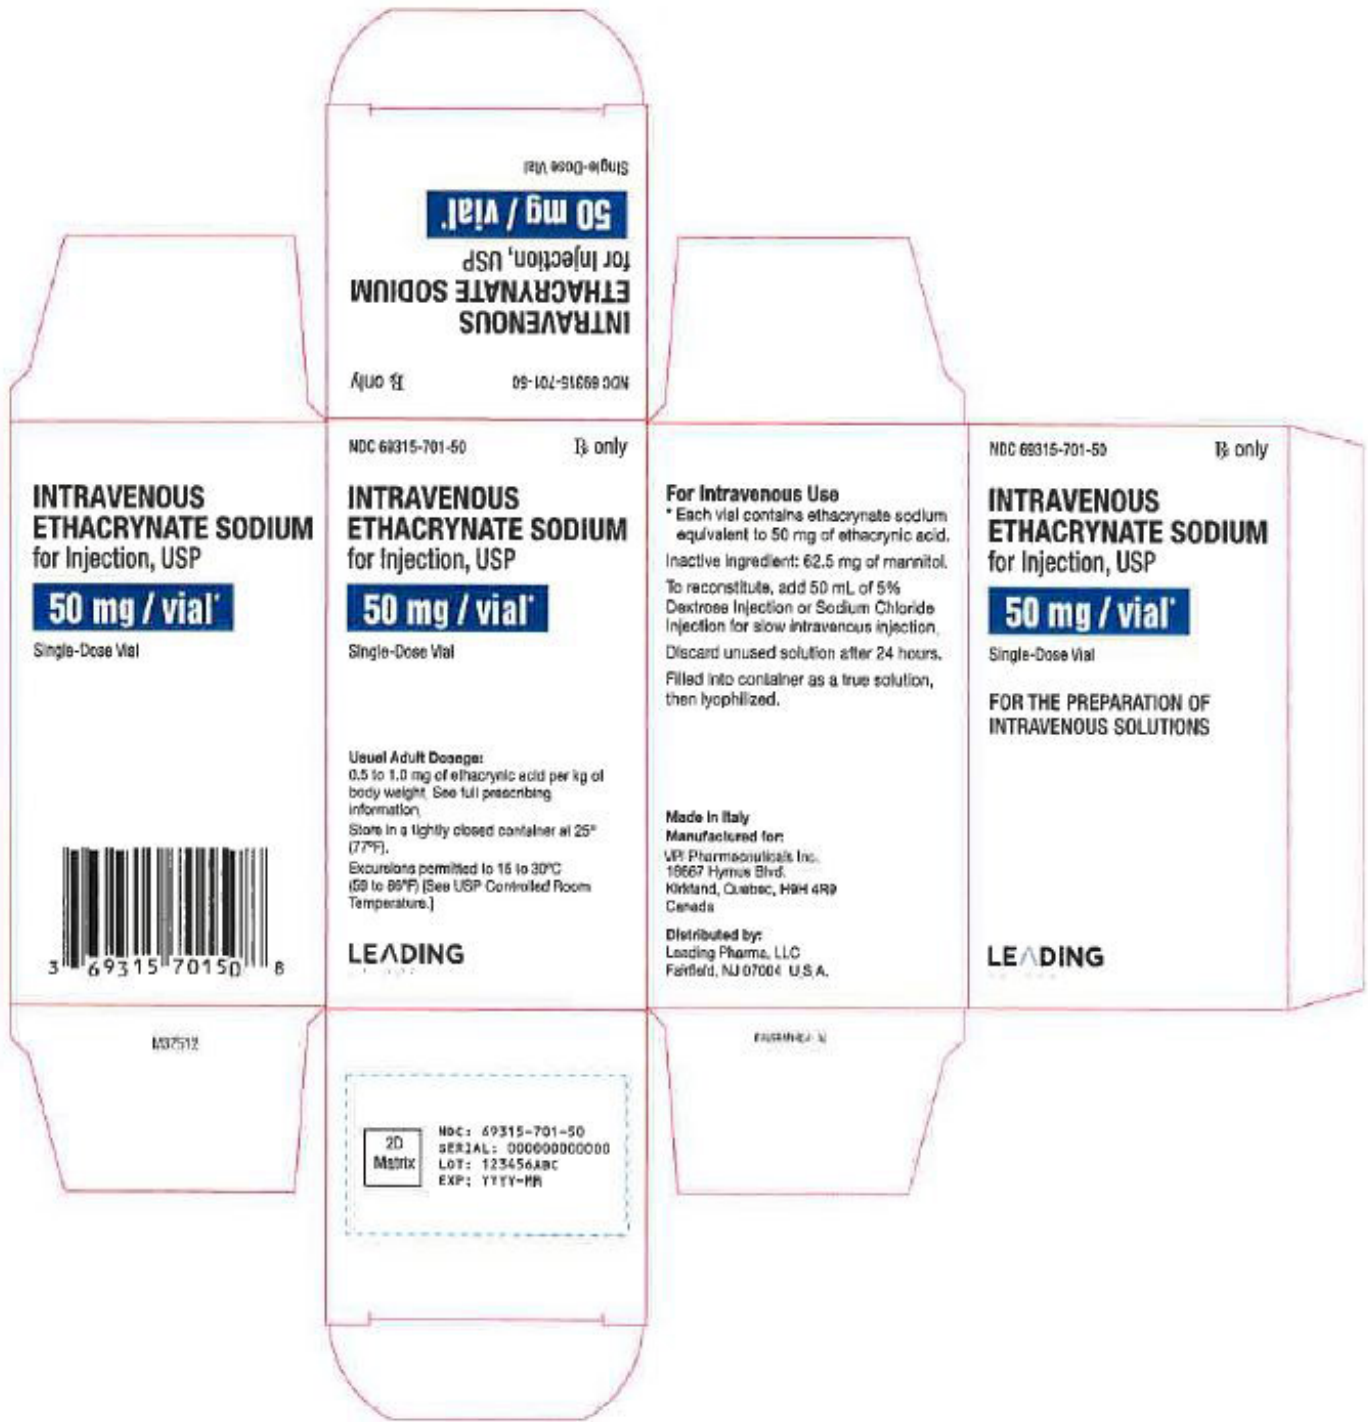 Single-Dose Vial
50 mg / vial*
for Injection, USP
ETHACRYNATE SODIUM
INTRAVENOUS
NDC 69315-701-50
℞ only
INTRAVENOUS
ETHACRYNATE SODIUM
for Injection, USP
50 mg / vial*
Single-Dose Vial
3 69315 70150 8
M37512
NDC 69315-701-50
℞ only
INTRAVENOUS
ETHACRYNATE SODIUM
for Injection, USP
50 mg / vial*
Single-Dose Vial
Usual Adult Dosage:
0.5 to 1.0 mg of ethacrynic acid per kg of
body weight. See full prescribing
information.
Store in a tightly closed container at 25°
(77°F).
Excursions permitted to 15 to 30°C
(59 to 86°F) [See USP Controlled Room
Temperature.]
LEADING
2D
Matrix
NDC: 69315-701-50
SERIAL: 000000000000
LOT: 123456ABC
EXP: YYYY-MM
For Intravenous Use
* Each vial contains ethacrynate sodium
equivalent to 50 mg of ethacrynic acid.
Inactive ingredient: 62.5 mg of mannitol.
To reconstitute, add 50 mL of 5%
Dextrose Injection or Sodium Chloride
Injection for slow intravenous injection.
Discard unused solution after 24 hours.
Filled into container as a true solution,
then lyophilized.
Made in Italy
Manufactured for:
VPI Pharmaceuticals Inc.
Hymus Blvd.
Kirkland, Quebec, H9H 4R9
Canada
Distributed by:
Leading Pharma, LLC
Fairfield, NJ 07004 U.S.A.
NDC 69315-701-50
℞ only
INTRAVENOUS
ETHACRYNATE SODIUM
for Injection, USP
50 mg / vial*
Single-Dose Vial
FOR THE PREPARATION OF
INTRAVENOUS SOLUTIONS
LEADING